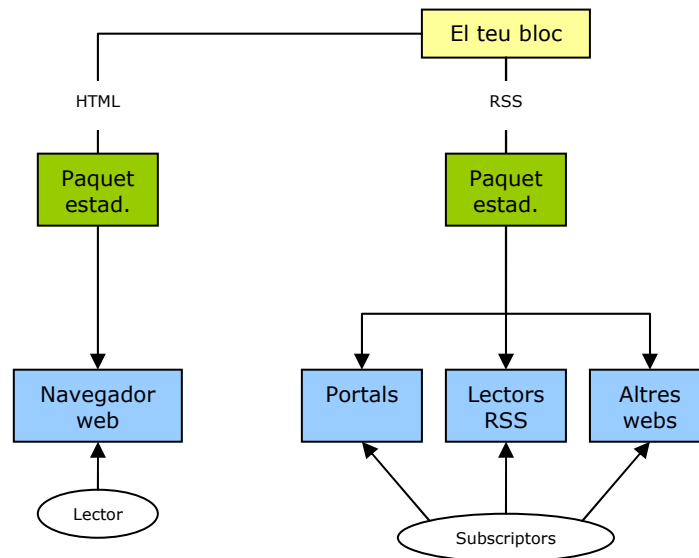 El teu bloc
HTML
RSS
Paquet
estad.
Paquet
estad.
Navegador
web
Portals
Lectors
RSS
Altres
webs
Lector
Subscriptors